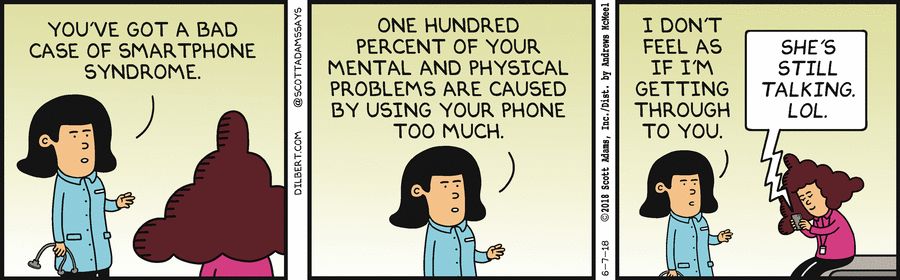 YOU'VE GOT A BAD
CASE OF SMARTPHONE
SYNDROME.
DILBERT.COM @SCOTTADAMSSAYS
ONE HUNDRED
PERCENT OF YOUR
MENTAL AND PHYSICAL
PROBLEMS ARE CAUSED
BY USING YOUR PHONE
TOO MUCH.
6-7-18 ©2018 Scott Adams, Inc./Dist. by Andrews McMeel
I DON'T
FEEL AS
IF I'M
GETTING
THROUGH
TO YOU.
SHE'S
STILL
TALKING.
LOL.